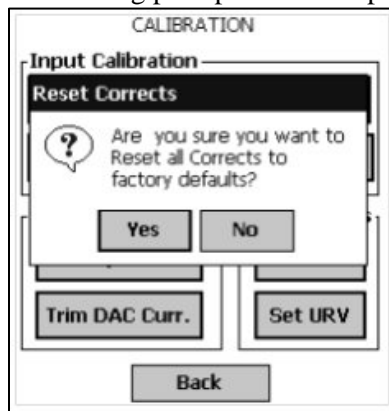 CALIBRATION
Input Calibration
Reset Corrects
?
Are you sure you want to
Reset all Corrects to
factory defaults?
Yes
No
Trim DAC Curr.
Set URV
Back